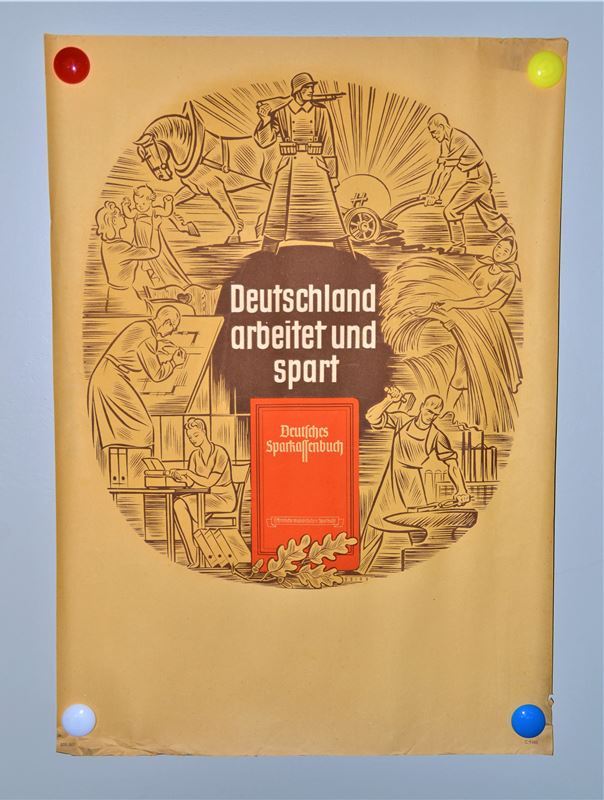 Deutschland
arbeitet und
spart
Deutsches
Sparkassenbuch